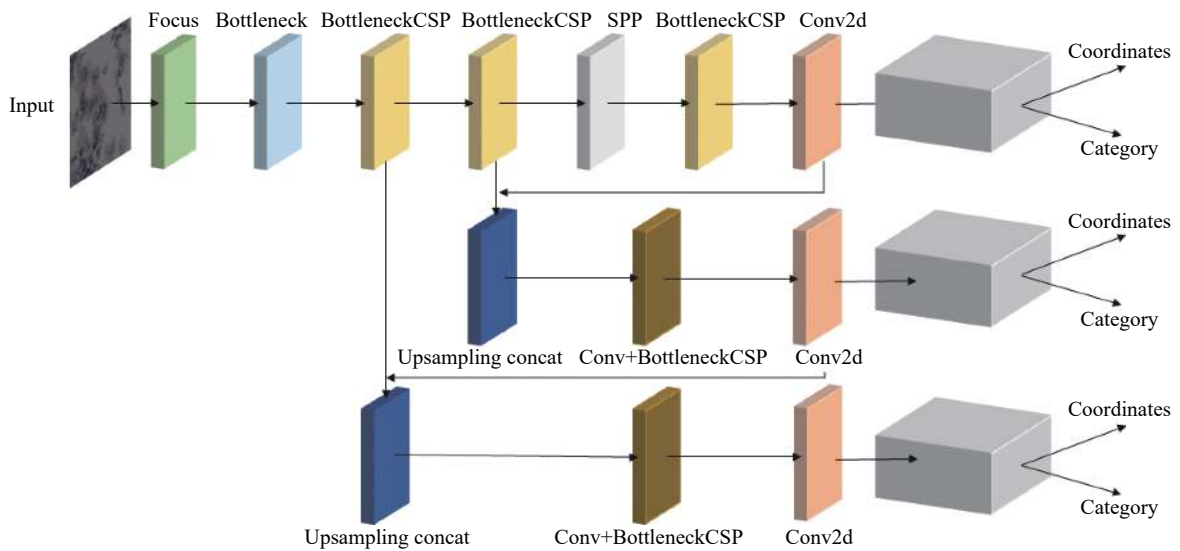 Focus Bottleneck BottleneckCSP BottleneckCSP SPP BottleneckCSP Conv2d
Coordinates
Input
Category
Coordinates
Category
Upsampling concat Conv+BottleneckCSP Conv2d
Coordinates
Category
Upsampling concat Conv+BottleneckCSP Conv2d